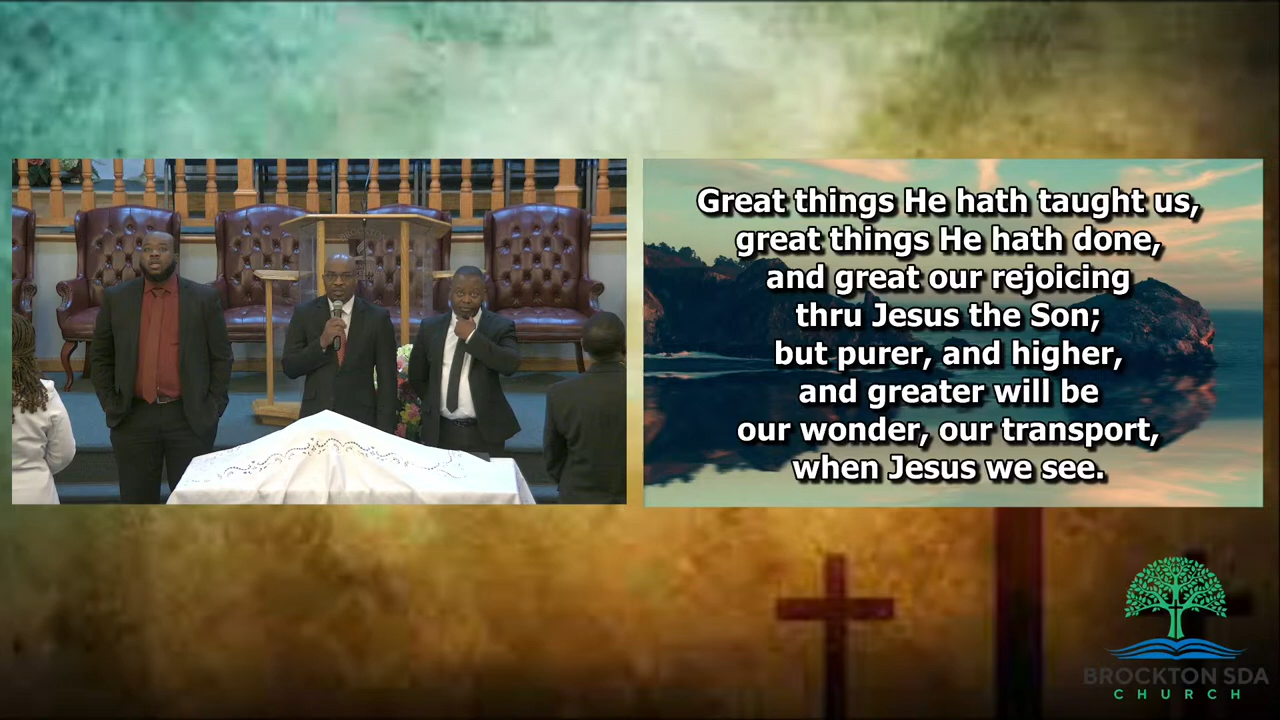 Great things He hath taught us,
great things He hath done,
and great our rejoicing
thru Jesus the Son;
but purer, and higher,
and greater will be
our wonder, our transport,
when Jesus we see.
BROCKTON SDA
CHURCH